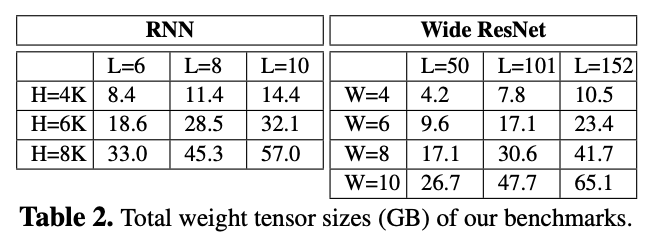 RNN Wide ResNet
L=6 L=8 L=10 L=50 L=101 L=152
H=4K 8.4 11.4 14.4 W=4 4.2 7.8 10.5
H=6K 18.6 28.5 32.1 W=6 9.6 17.1 23.4
H=8K 33.0 45.3 57.0 W=8 17.1 30.6 41.7
W=10 26.7 47.7 65.1
Table 2. Total weight tensor sizes (GB) of our benchmarks.